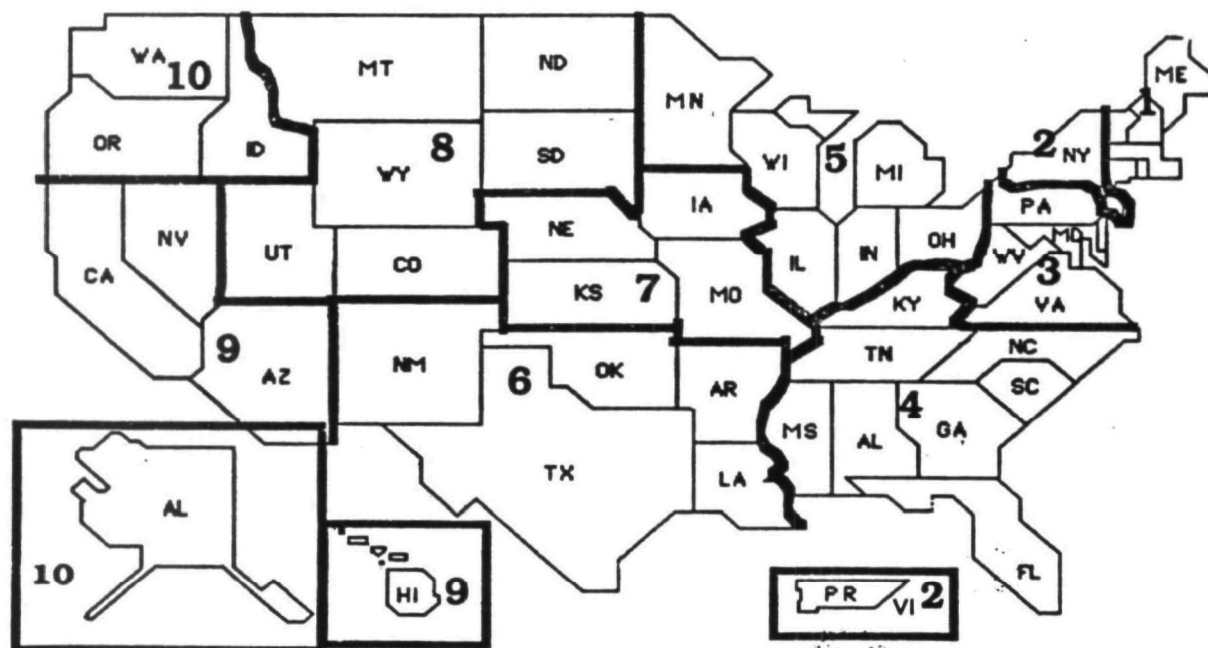 WA
10
MT
ND
MN
ME
1
OR
ID
8
WY
SD
WI
5
MI
2
NY
IA
PA
NV
UT
CO
NE
IL
IN
OH
MD
WV
CA
KS
7
MO
KY
3
VA
9
AZ
NM
6
OK
AR
TN
NC
SC
4
TX
MS
AL
GA
LA
AL
10
HI
9
FL
PR
VI
2